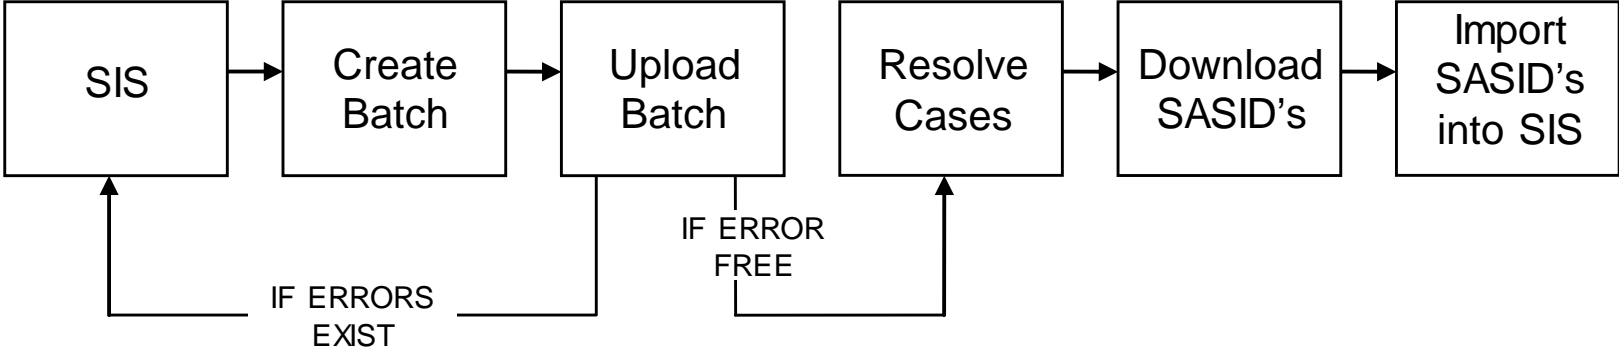 SIS
Create
Batch
Upload
Batch
Resolve
Cases
Download
SASID's
Import
SASID's
into SIS
IF ERROR
FREE
IF ERRORS
EXIST